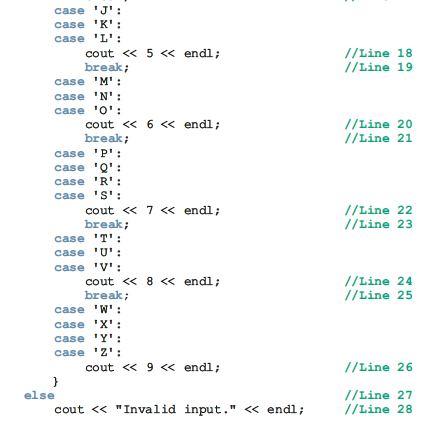 case 'J':
case 'K':
case 'L':
cout << 5 << endl; //Line 18
break; //Line 19
case 'M':
case 'N':
case 'O':
cout << 6 << endl; //Line 20
break; //Line 21
case 'P':
case 'Q':
case 'R':
case 'S':
cout << 7 << endl; //Line 22
break; //Line 23
case 'T':
case 'U':
case 'V':
cout << 8 << endl; //Line 24
break; //Line 25
case 'W':
case 'X':
case 'Y':
case 'Z':
cout << 9 << endl; //Line 26
}
else //Line 27
cout << "Invalid input." << endl; //Line 28